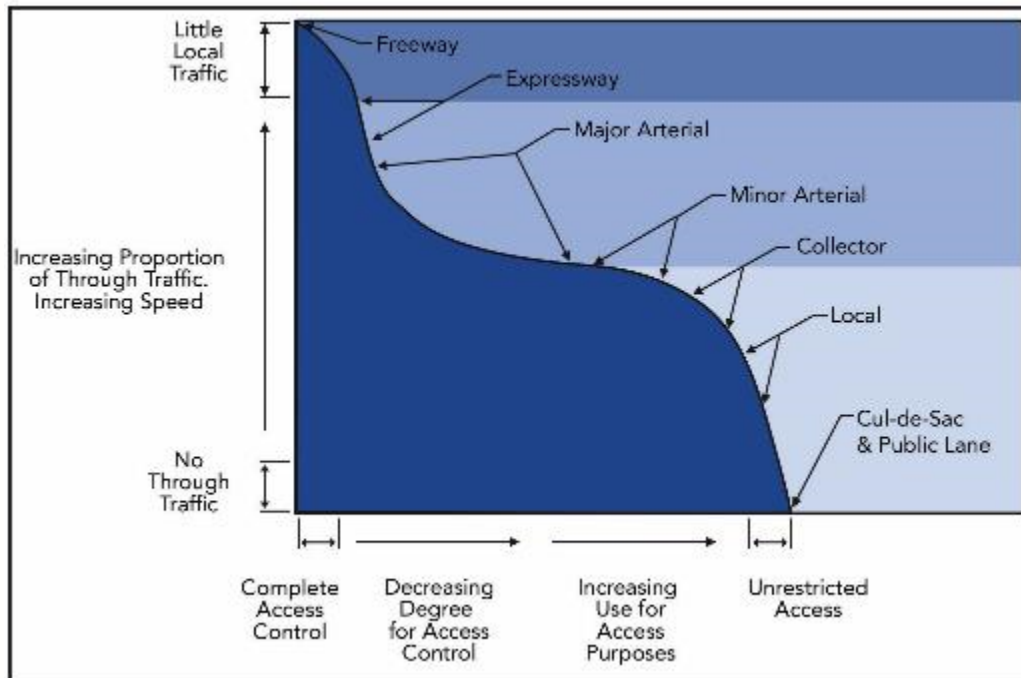 Little
Local
Traffic
Freeway
Expressway
Major Arterial
Minor Arterial
Collector
Local
Cul-de-Sac
& Public Lane
Increasing Proportion
of Through Traffic.
Increasing Speed
No
Through
Traffic
Complete
Access
Control
Decreasing
Degree
for Access
Control
Increasing
Use for
Access
Purposes
Unrestricted
Access